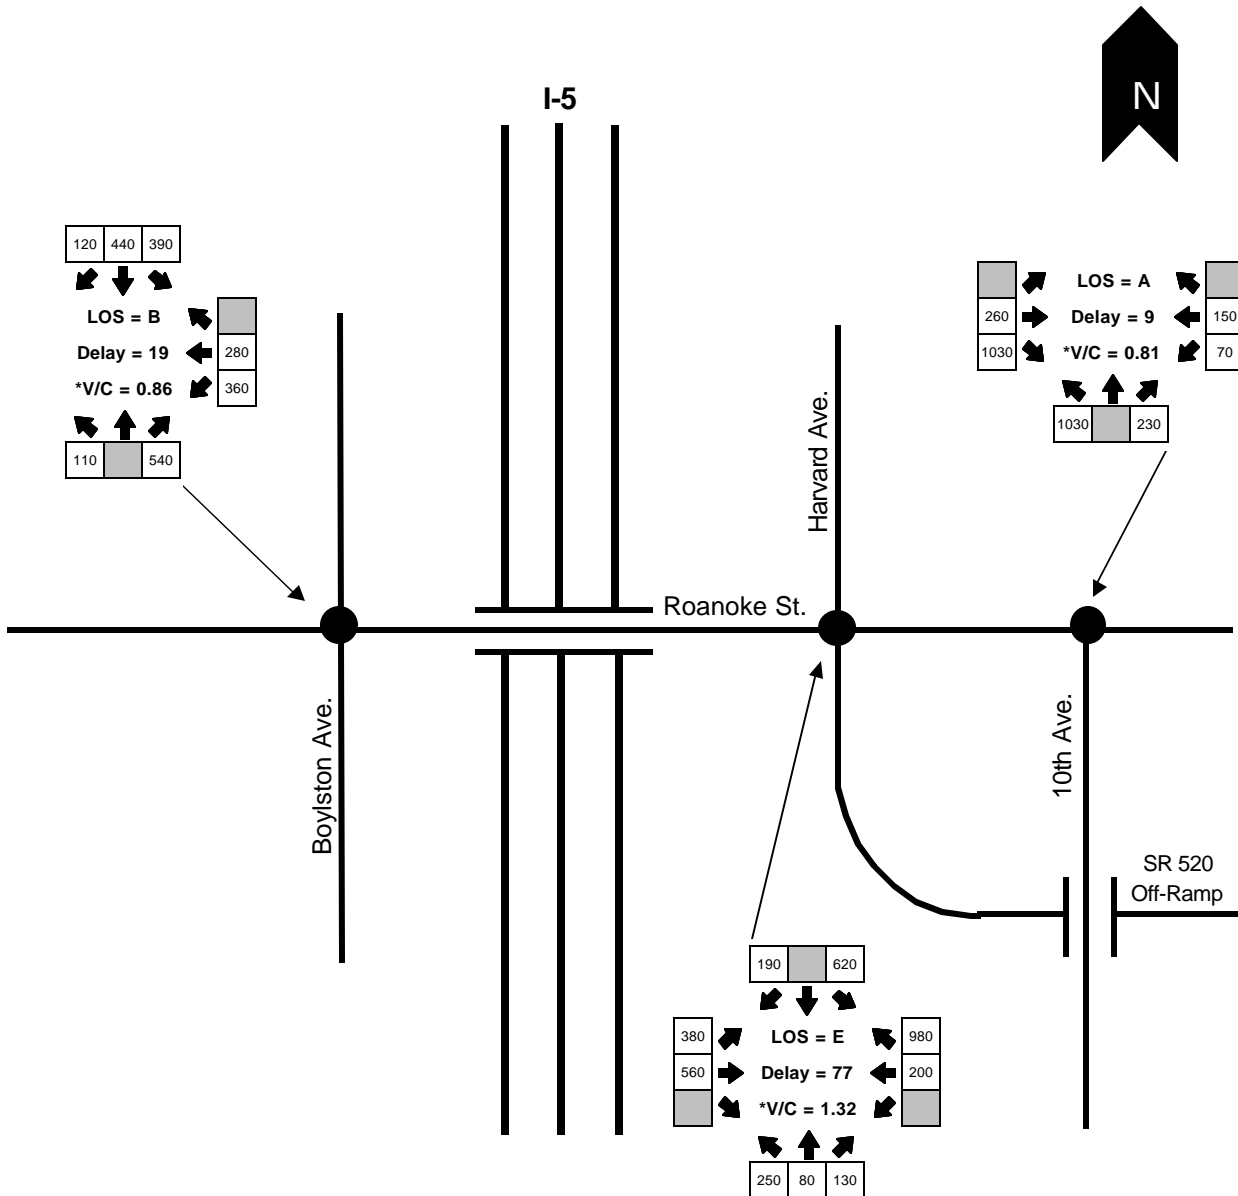 N
I-5
120 440 390
LOS = B
Delay = 19 280
*V/C = 0.86 360
110 540
LOS = A
260 Delay = 9 150
1030 *V/C = 0.81 70
1030 230
Harvard Ave.
Roanoke St.
Boylston Ave.
10th Ave.
SR 520
Off-Ramp
190 620
380 LOS = E 980
560 Delay = 77 200
*V/C = 1.32
250 80 130